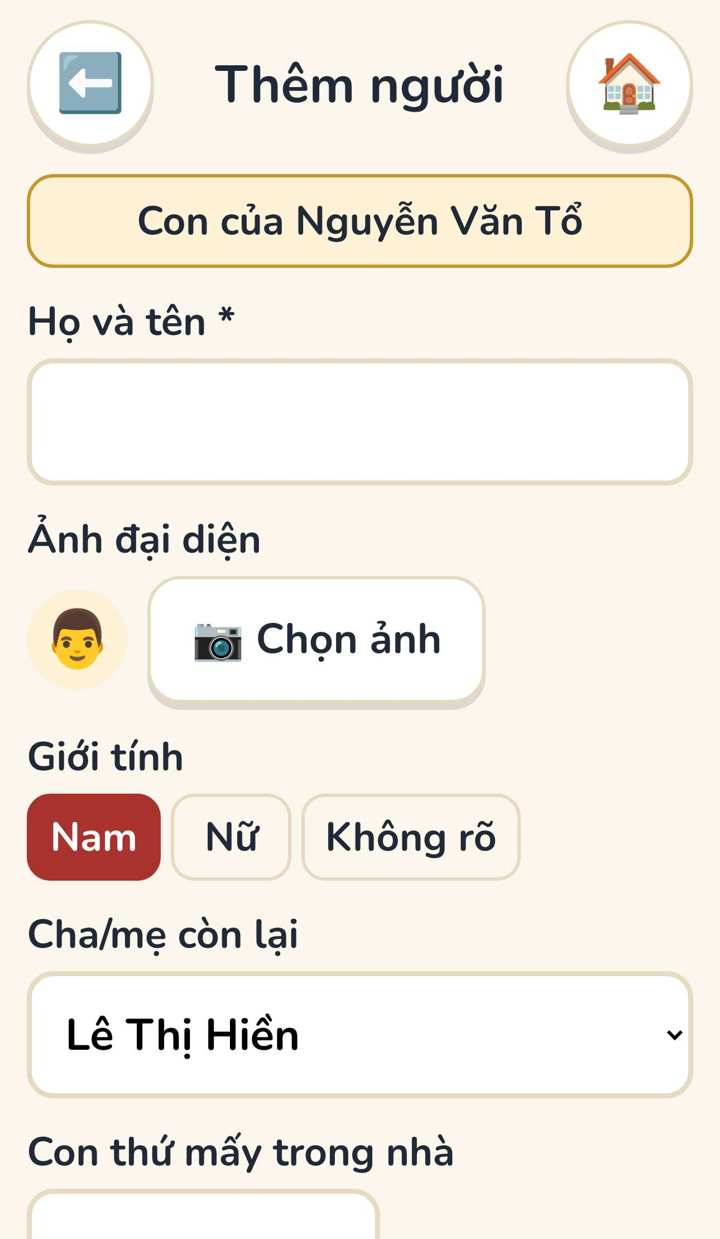 Thêm người
Con của Nguyễn Văn Tổ
Họ và tên *
Ảnh đại diện
Chọn ảnh
Giới tính
Nam
Nữ
Không rõ
Cha/mẹ còn lại
Lê Thị Hiền
Con thứ mấy trong nhà